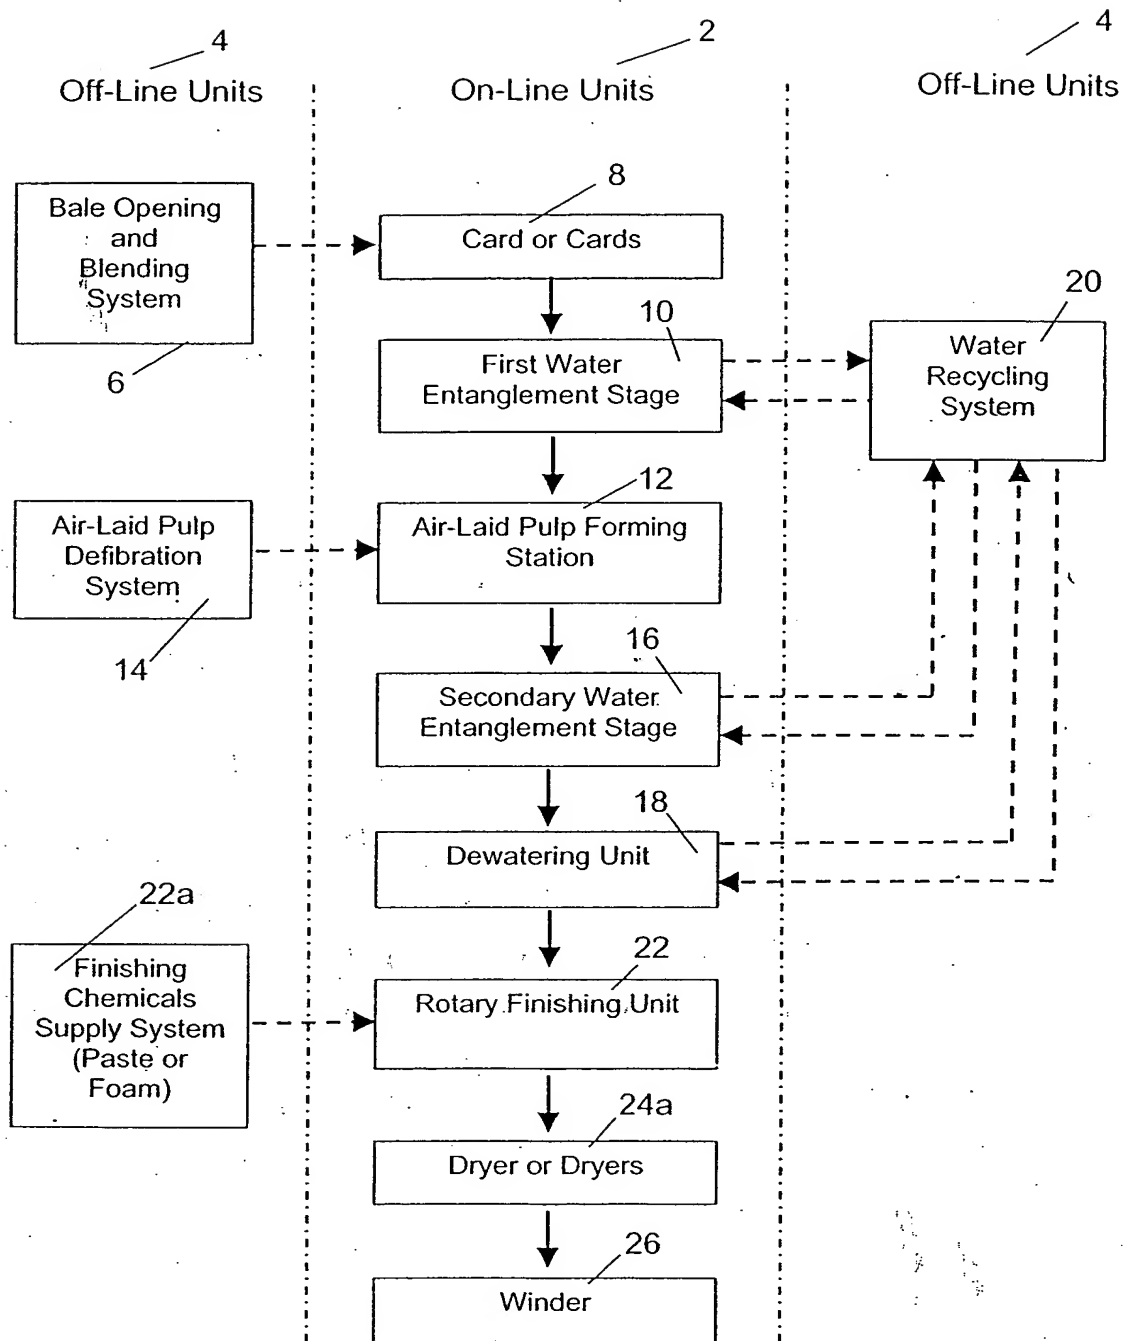 4
2
4
Off-Line Units
On-Line Units
Off-Line Units
8
Bale Opening
and
Blending
System
6
Card or Cards
10
20
First Water
Entanglement Stage
Water
Recycling
System
12
Air-Laid Pulp
Defibration
System
14
Air-Laid Pulp Forming
Station
16
Secondary Water
Entanglement Stage
18
Dewatering Unit
22a
22
Finishing
Chemicals
Supply System
(Paste or
Foam)
Rotary Finishing Unit
24a
Dryer or Dryers
26
Winder